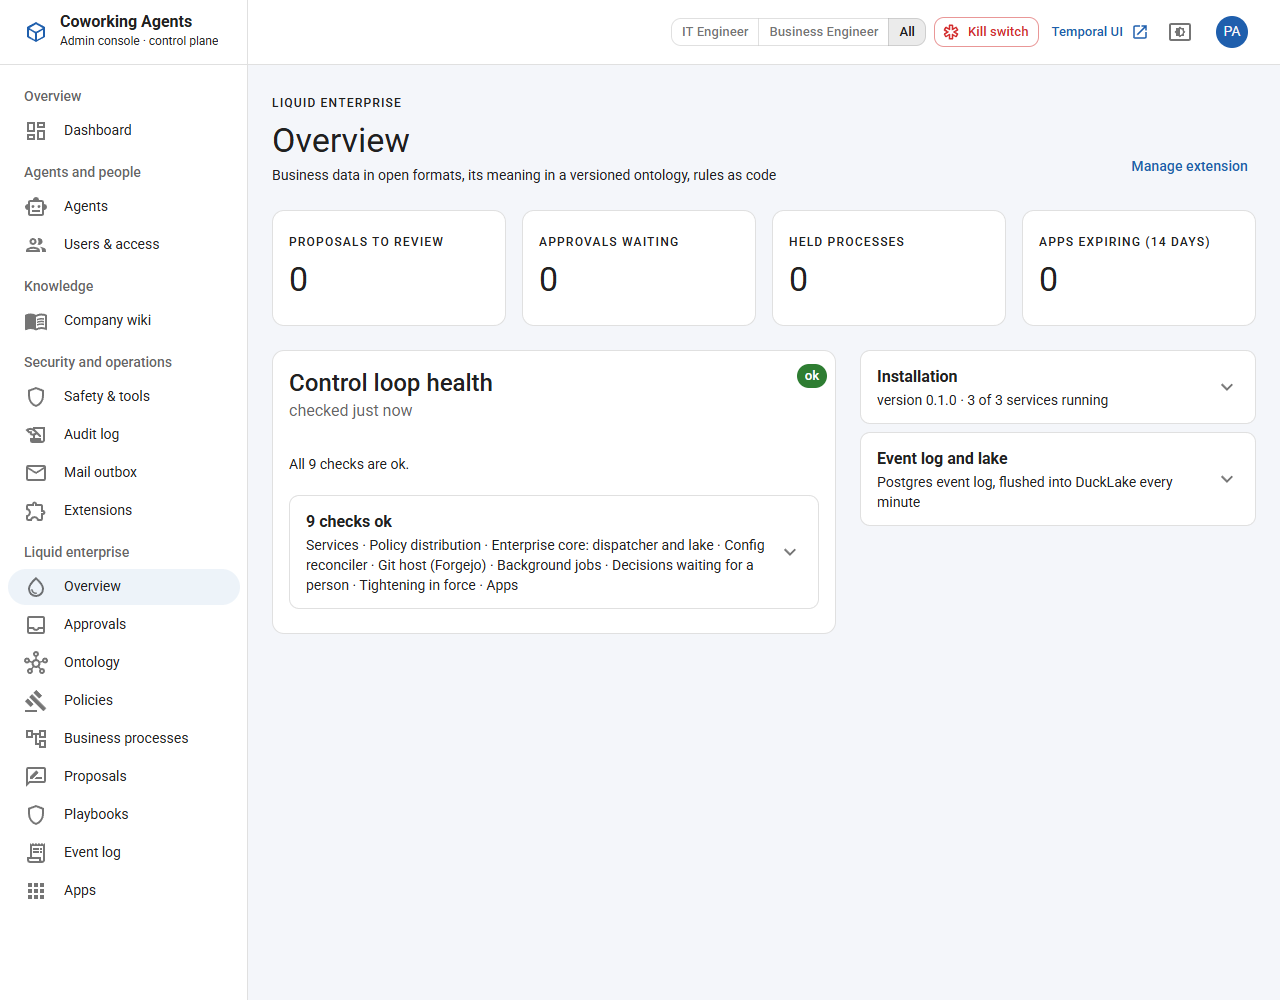 Coworking Agents
Admin console · control plane
IT Engineer
Business Engineer
All
Kill switch
Temporal UI
PA
Overview
Dashboard
Agents and people
Agents
Users & access
Knowledge
Company wiki
Security and operations
Safety & tools
Audit log
Mail outbox
Extensions
Liquid enterprise
Overview
Approvals
Ontology
Policies
Business processes
Proposals
Playbooks
Event log
Apps
LIQUID ENTERPRISE
Overview
Business data in open formats, its meaning in a versioned ontology, rules as code
Manage extension
PROPOSALS TO REVIEW
0
APPROVALS WAITING
0
HELD PROCESSES
0
APPS EXPIRING (14 DAYS)
0
Control loop health
ok
checked just now
All 9 checks are ok.
9 checks ok
Services · Policy distribution · Enterprise core: dispatcher and lake · Config
reconciler · Git host (Forgejo) · Background jobs · Decisions waiting for a
person · Tightening in force · Apps
Installation
version 0.1.0 · 3 of 3 services running
Event log and lake
Postgres event log, flushed into DuckLake every
minute